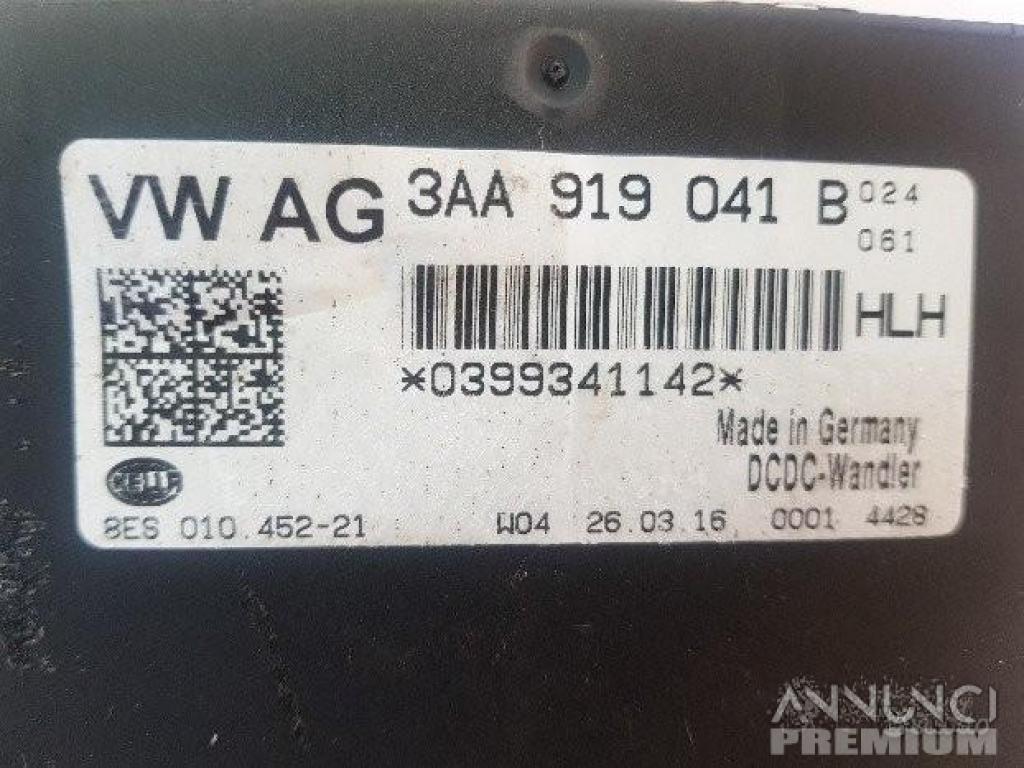 VW AG 3AA 919 041 B 024
061
HLH
*0399341142*
Made in Germany
DCDC-Wandler
HELLA
8ES 010.452-21 W04 26.03.16 0001 4428
ANNUNCI
PREMIUM